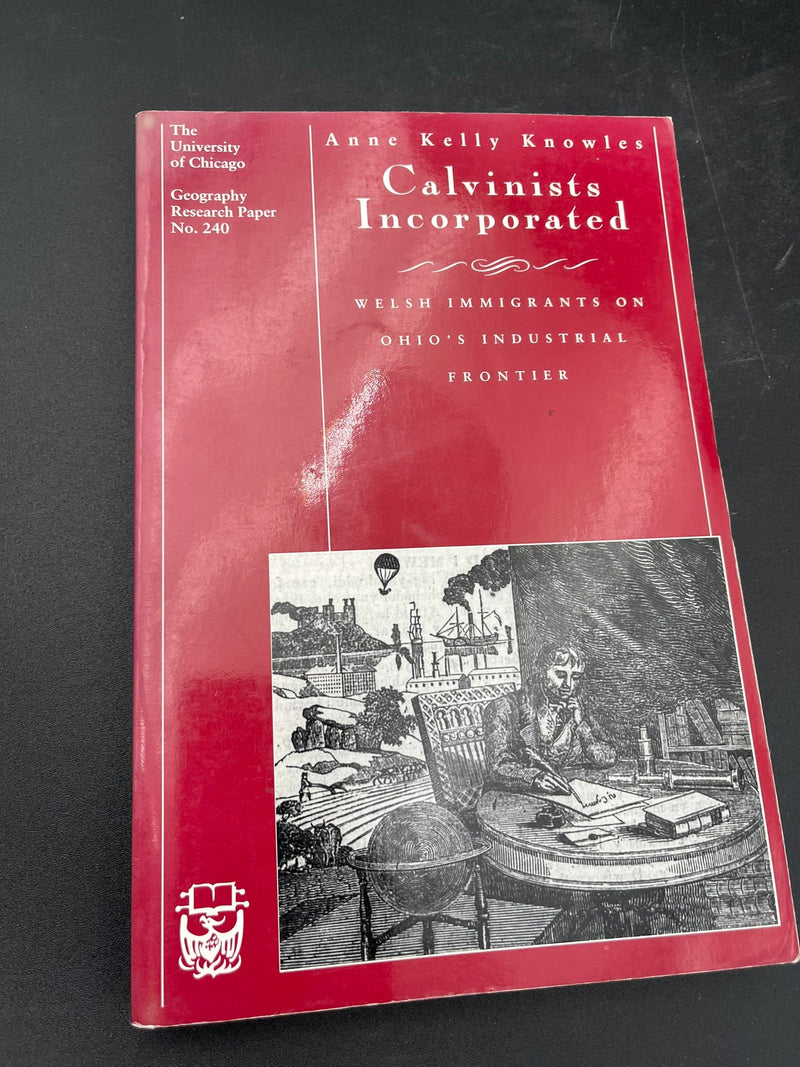 The
University
of Chicago
Geography
Research Paper
No. 240
Anne Kelly Knowles
Calvinists
Incorporated
WELSH IMMIGRANTS ON
OHIO'S INDUSTRIAL
FRONTIER